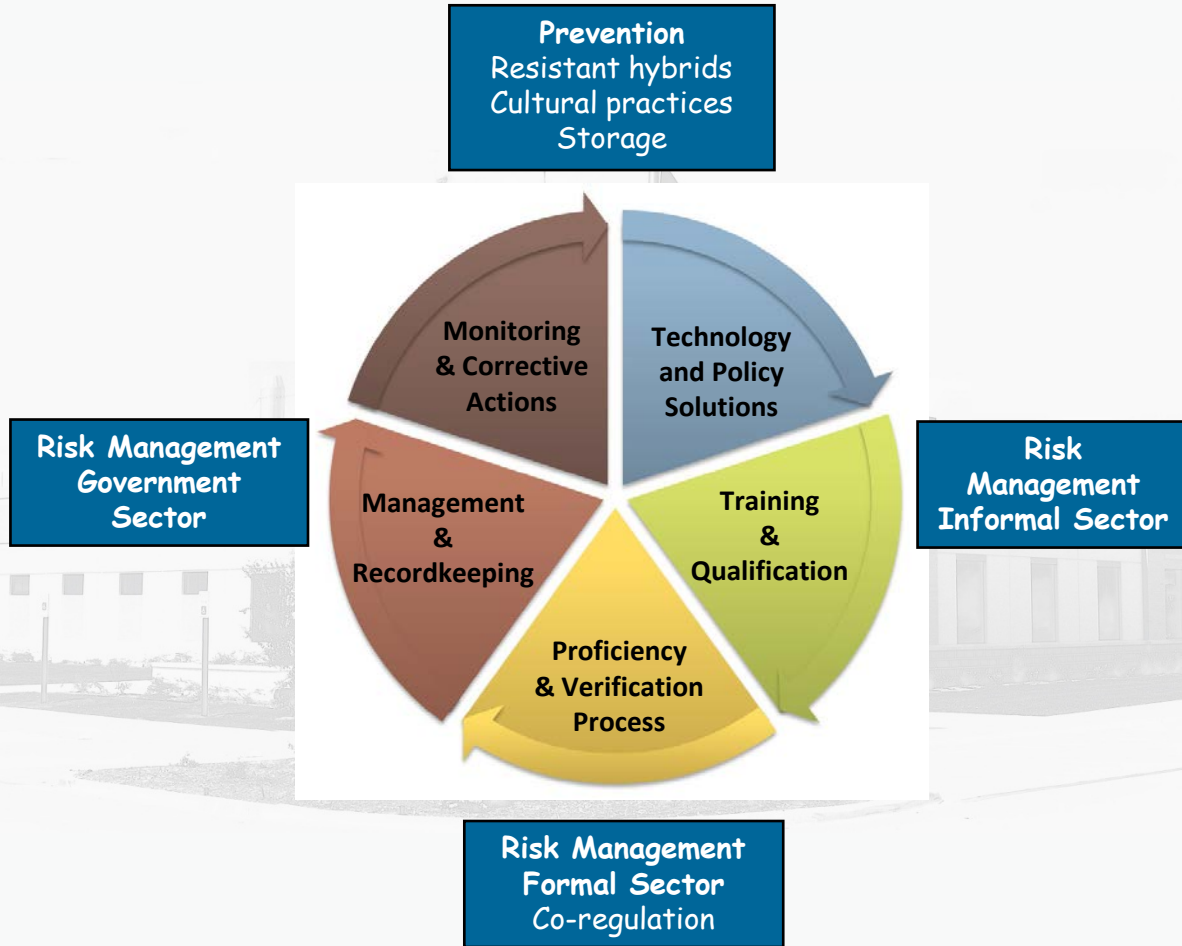 Prevention
Resistant hybrids
Cultural practices
Storage
Monitoring
& Corrective
Actions
Technology
and Policy
Solutions
Risk Management
Government
Sector
Management
&
Recordkeeping
Training
&
Qualification
Risk
Management
Informal Sector
Proficiency
& Verification
Process
Risk Management
Formal Sector
Co-regulation